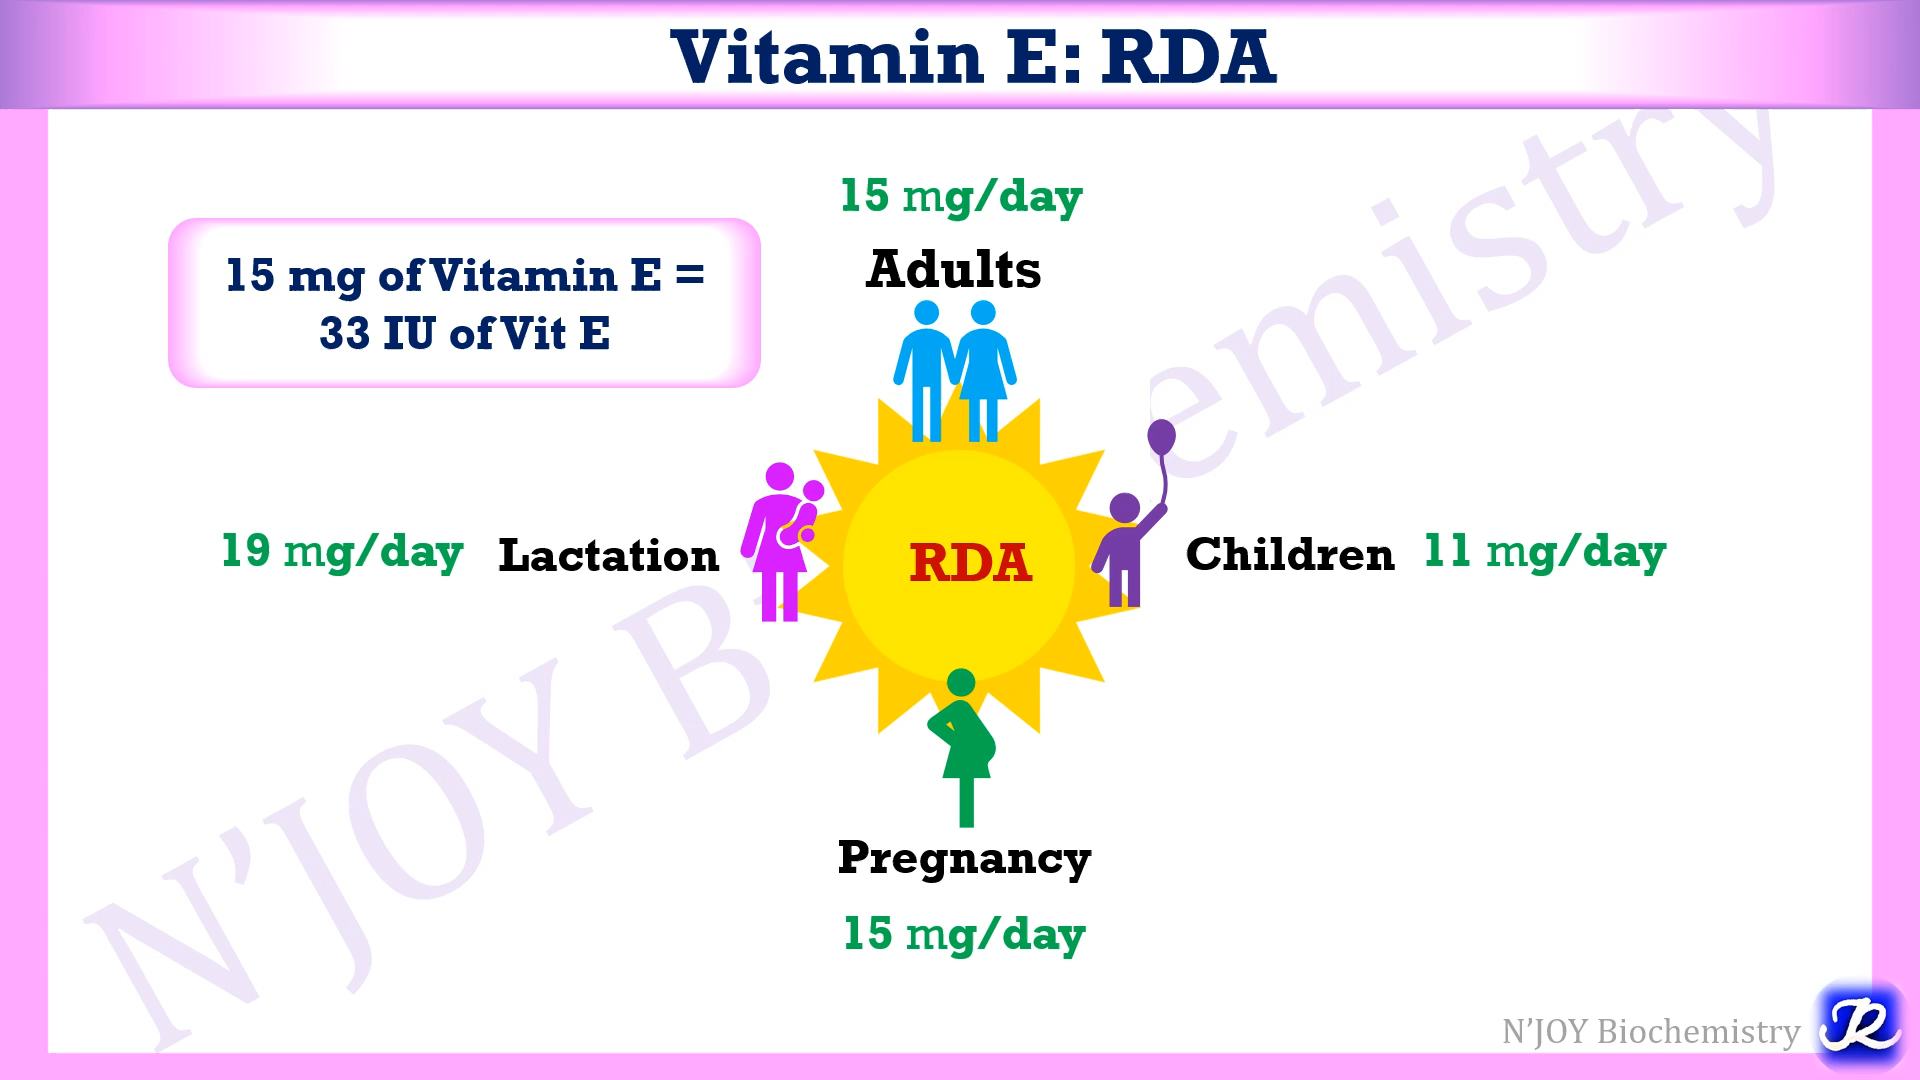 Vitamin E: RDA
15 mg/day
Adults
15 mg of Vitamin E =
33 IU of Vit E
19 mg/day Lactation
RDA
Children 11 mg/day
Pregnancy
15 mg/day
N'JOY B emistry
N'JOY Biochemistry
R